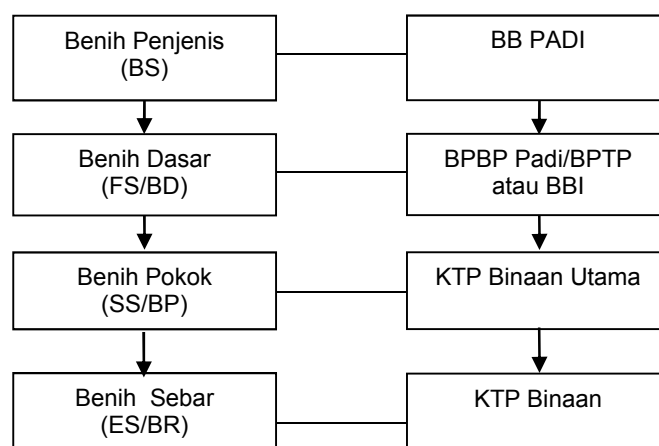 Benih Penjenis
(BS)
BB PADI
Benih Dasar
(FS/BD)
BPBP Padi/BPTP
atau BBI
Benih Pokok
(SS/BP)
KTP Binaan Utama
Benih  Sebar
(ES/BR)
KTP Binaan